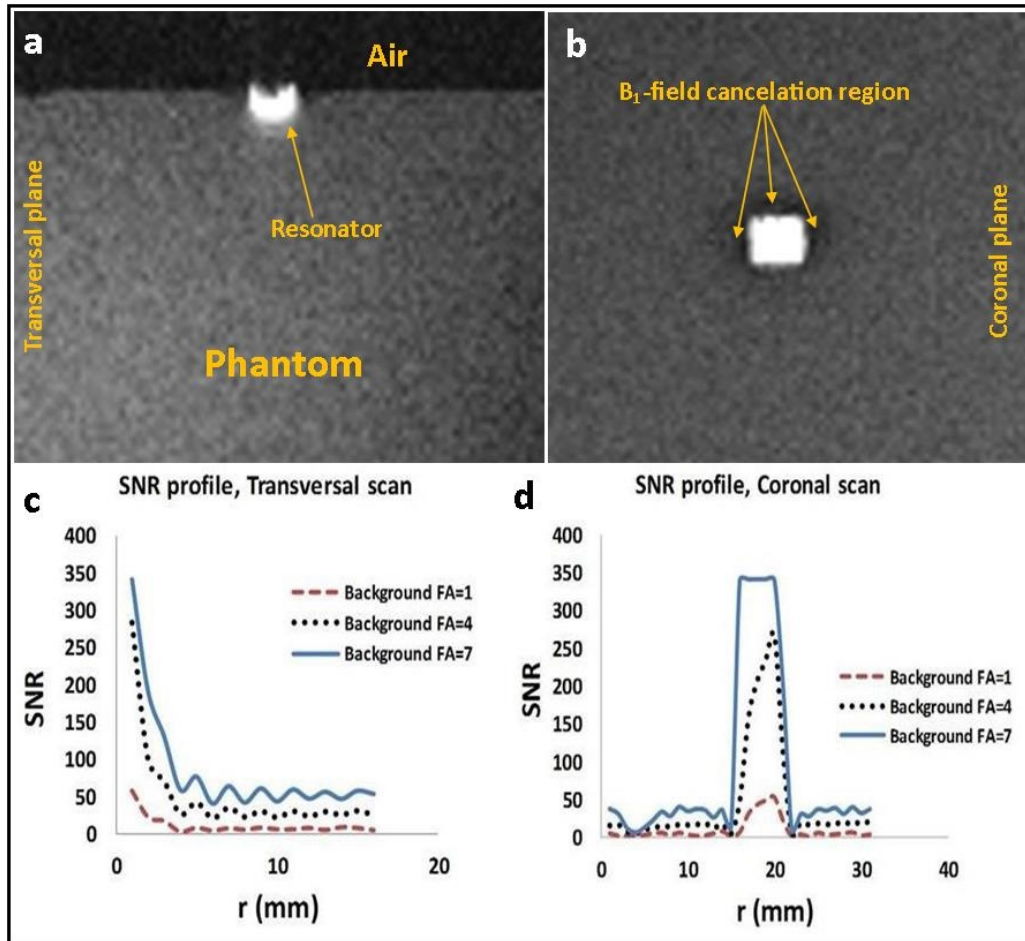 a
Air
Transversal plane
Resonator
Phantom
b
B₁-field cancelation region
Coronal plane
c
SNR profile, Transversal scan
SNR
400
350
300
250
200
150
100
50
0
Background FA=1
Background FA=4
Background FA=7
0
10
20
r (mm)
d
SNR profile, Coronal scan
SNR
400
350
300
250
200
150
100
50
0
Background FA=1
Background FA=4
Background FA=7
0
10
20
30
40
r (mm)